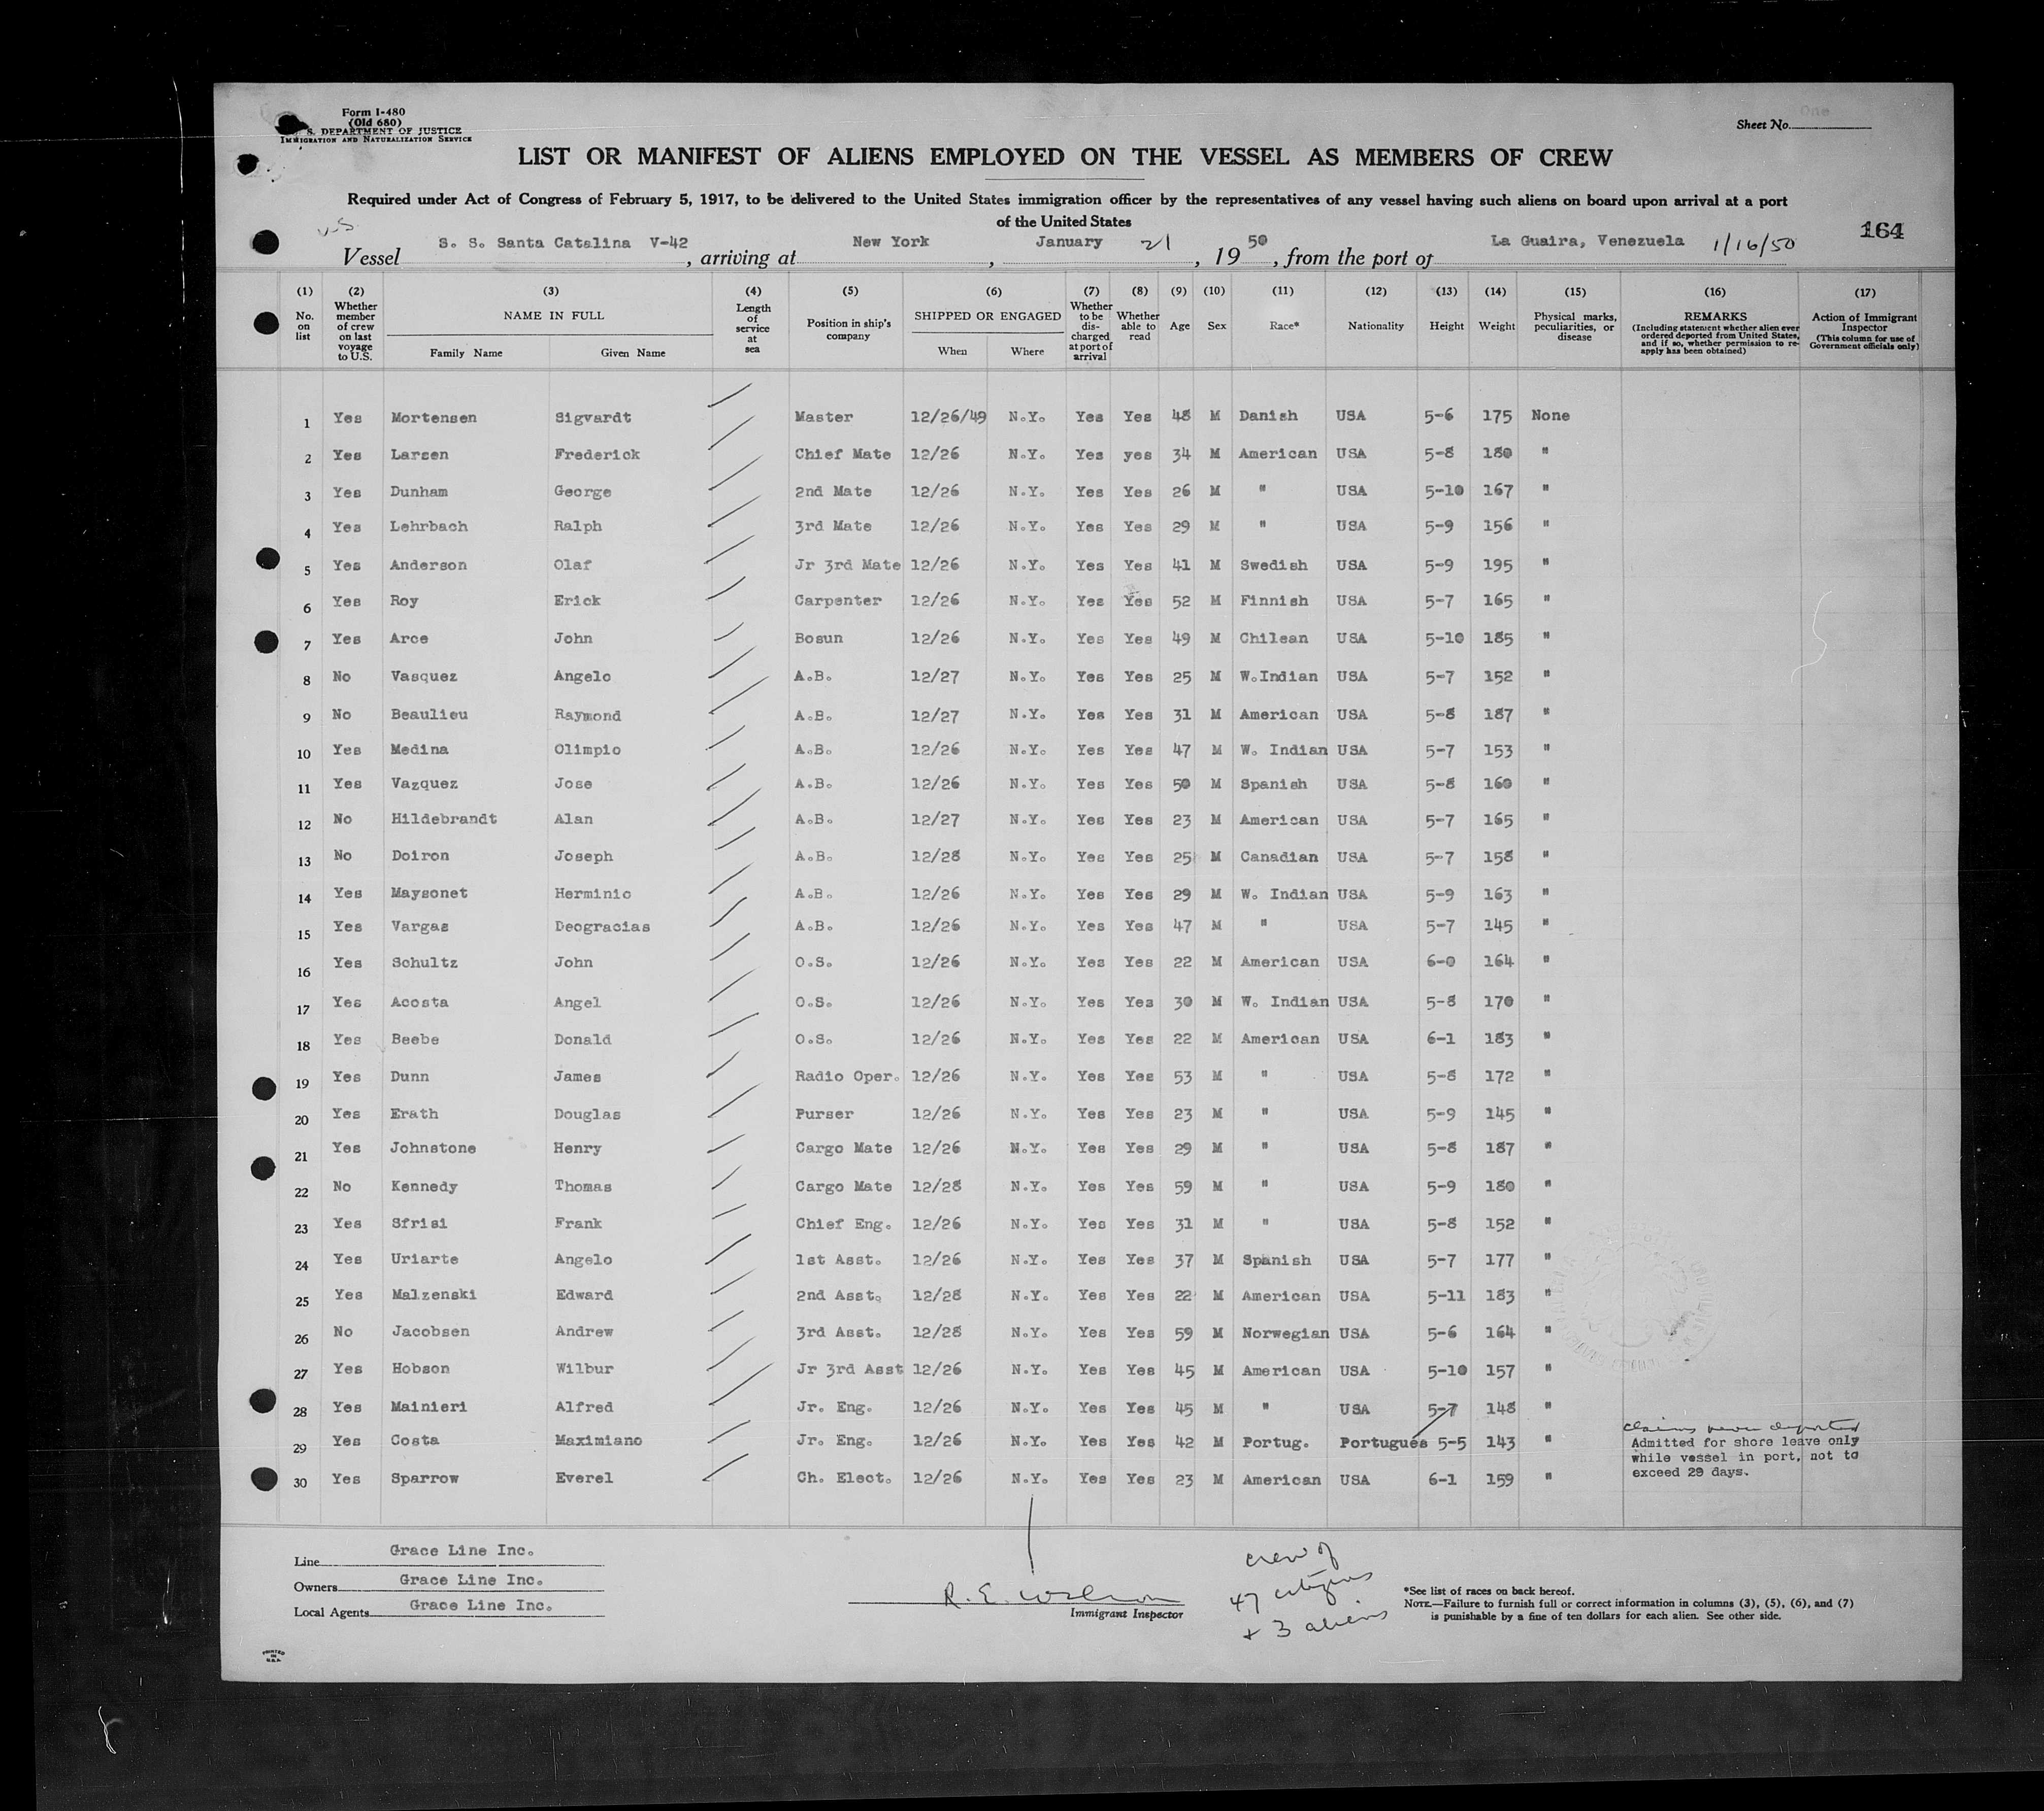 One
Form I-480
(Old 680)
S. DEPARTMENT OF JUSTICE
IMMIGRATION AND NATURALIZATION SERVICE
Sheet No.
LIST OR MANIFEST OF ALIENS EMPLOYED ON THE VESSEL AS MEMBERS OF CREW
Required under Act of Congress of February 5, 1917, to be delivered to the United States immigration officer by the representatives of any vessel having such aliens on board upon arrival at a port
of the United States
164
Vessel S. S. Santa Catalina V-42, arriving at New York, January 21, 1950, from the port of La Guaira, Venezuela 1/16/50
(1) (2) (3) (4) (5) (6) (7) (8) (9) (10) (11) (12) (13) (14) (15) (16) (17)
No. on list
Whether member of crew on last voyage to U.S.
NAME IN FULL
Family Name Given Name
Length of service at sea
Position in ship's company
SHIPPED OR ENGAGED
When Where
Whether to be discharged at port of arrival
Whether able to read
Age
Sex
Race*
Nationality
Height
Weight
Physical marks, peculiarities, or disease
REMARKS
(Including statement whether alien ever ordered deported from United States, and if so, whether permission to re-apply has been obtained)
Action of Immigrant Inspector
(This column for use of Government officials only)
1 Yes Mortensen Sigvardt Master 12/26/49 N.Y. Yes Yes 48 M Danish USA 5-6 175 None
2 Yes Larsen Frederick Chief Mate 12/26 N.Y. Yes yes 34 M American USA 5-8 180 "
3 Yes Dunham George 2nd Mate 12/26 N.Y. Yes Yes 26 M " USA 5-10 167 "
4 Yes Lehrbach Ralph 3rd Mate 12/26 N.Y. Yes Yes 29 M " USA 5-9 156 "
5 Yes Anderson Olaf Jr 3rd Mate 12/26 N.Y. Yes Yes 41 M Swedish USA 5-9 195 "
6 Yes Roy Erick Carpenter 12/26 N.Y. Yes Yes 52 M Finnish USA 5-7 165 "
7 Yes Arce John Bosun 12/26 N.Y. Yes Yes 49 M Chilean USA 5-10 185 "
8 No Vasquez Angelo A.B. 12/27 N.Y. Yes Yes 25 M W.Indian USA 5-7 152 "
9 No Beaulieu Raymond A.B. 12/27 N.Y. Yes Yes 31 M American USA 5-8 187 "
10 Yes Medina Olimpio A.B. 12/26 N.Y. Yes Yes 47 M W. Indian USA 5-7 153 "
11 Yes Vazquez Jose A.B. 12/26 N.Y. Yes Yes 50 M Spanish USA 5-8 160 "
12 No Hildebrandt Alan A.B. 12/27 N.Y. Yes Yes 23 M American USA 5-7 165 "
13 No Doiron Joseph A.B. 12/28 N.Y. Yes Yes 25 M Canadian USA 5-7 158 "
14 Yes Maysonet Herminio A.B. 12/26 N.Y. Yes Yes 29 M W. Indian USA 5-9 163 "
15 Yes Vargas Deogracias A.B. 12/26 N.Y. Yes Yes 47 M " USA 5-7 145 "
16 Yes Schultz John O.S. 12/26 N.Y. Yes Yes 22 M American USA 6-0 164 "
17 Yes Acosta Angel O.S. 12/26 N.Y. Yes Yes 30 M W. Indian USA 5-8 170 "
18 Yes Beebe Donald O.S. 12/26 N.Y. Yes Yes 22 M American USA 6-1 183 "
19 Yes Dunn James Radio Oper. 12/26 N.Y. Yes Yes 53 M " USA 5-8 172 "
20 Yes Erath Douglas Purser 12/26 N.Y. Yes Yes 23 M " USA 5-9 145 "
21 Yes Johnstone Henry Cargo Mate 12/26 N.Y. Yes Yes 29 M " USA 5-8 187 "
22 No Kennedy Thomas Cargo Mate 12/28 N.Y. Yes Yes 59 M " USA 5-9 180 "
23 Yes Sfrisi Frank Chief Eng. 12/26 N.Y. Yes Yes 31 M " USA 5-8 152 "
24 Yes Uriarte Angelo 1st Asst. 12/26 N.Y. Yes Yes 37 M Spanish USA 5-7 177 "
25 Yes Malzenski Edward 2nd Asst. 12/28 N.Y. Yes Yes 22 M American USA 5-11 183 "
26 No Jacobsen Andrew 3rd Asst. 12/28 N.Y. Yes Yes 59 M Norwegian USA 5-6 164 "
27 Yes Hobson Wilbur Jr 3rd Asst 12/26 N.Y. Yes Yes 45 M American USA 5-10 157 "
28 Yes Mainieri Alfred Jr. Eng. 12/26 N.Y. Yes Yes 45 M " USA 5-7 148 "
claims never deported
29 Yes Costa Maximiano Jr. Eng. 12/26 N.Y. Yes Yes 42 M Portug. Portugues 5-5 143 " Admitted for shore leave only
while vessel in port, not to
30 Yes Sparrow Everel Ch. Elect. 12/26 N.Y. Yes Yes 23 M American USA 6-1 159 " exceed 29 days.
Line Grace Line Inc.
Owners Grace Line Inc.
Local Agents Grace Line Inc.
R. E. Wilson
Immigrant Inspector
crew of
47 citizens
+ 3 aliens
*See list of races on back hereof.
NOTE.—Failure to furnish full or correct information in columns (3), (5), (6), and (7)
is punishable by a fine of ten dollars for each alien. See other side.
PRINTED
IN
U.S.A.